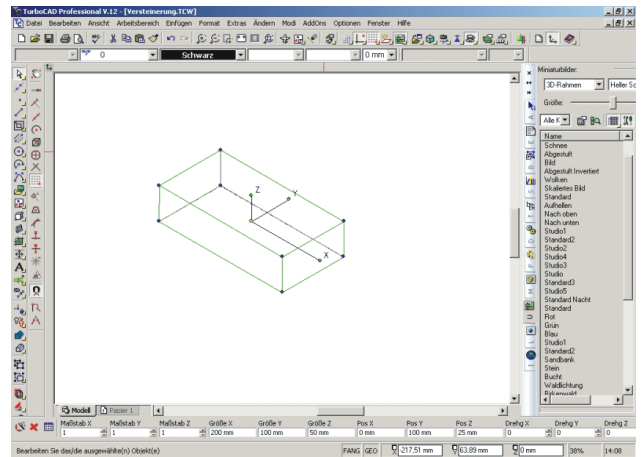 TurboCAD Professional V.12 - [Versteinerung.TCW]
Datei Bearbeiten Ansicht Arbeitsbereich Einfügen Format Extras Ändern Modi AddOns Optionen Fenster Hilfe
0 Schwarz 0 mm
Miniaturbilder:
3D-Rahmen Heller Sc
Größe:
Alle K
Name
Schnee
Abgestuft
Bild
Abgestuft Invertiert
Wolken
Skaliertes Bild
Standard
Aufhellen
Nach oben
Nach unten
Studio1
Standard2
Studio2
Studio4
Studio3
Studio
Standard3
Studio5
Standard Nacht
Standard
Rot
Grün
Blau
Studio1
Standard2
Sandbank
Stein
Bucht
Waldlichtung
Birkenwald
Z
Y
X
Modell Papier 1
Maßstab X Maßstab Y Maßstab Z Größe X Größe Y Größe Z Pos X Pos Y Pos Z Drehg X Drehg Y Drehg Z
1 1 1 200 mm 100 mm 50 mm 0 mm 100 mm 25 mm 0 0 0
Bearbeiten Sie das/die ausgewählte(n) Objekt(e) FANG GEO -217,51 mm 63,89 mm 0 mm 38% 14:08